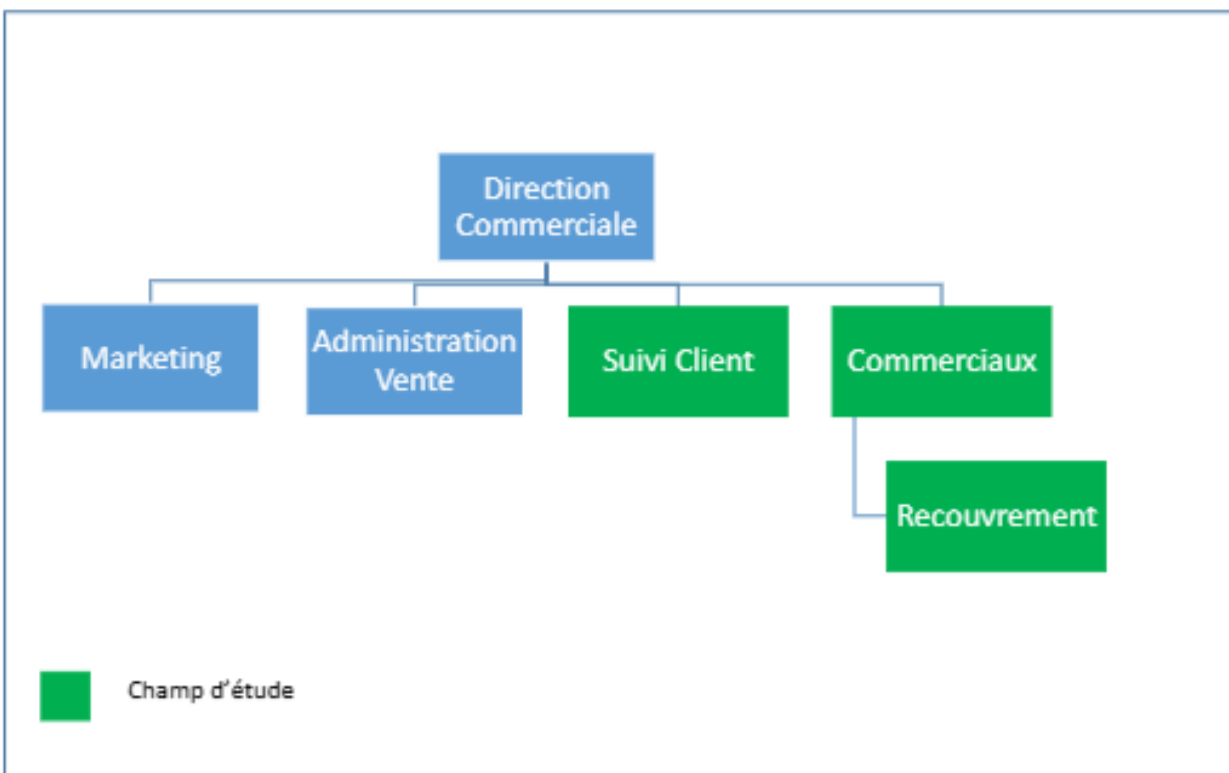 Direction
Commerciale
Marketing
Administration
Vente
Suivi Client
Commerciaux
Recouvrement
Champ d'étude